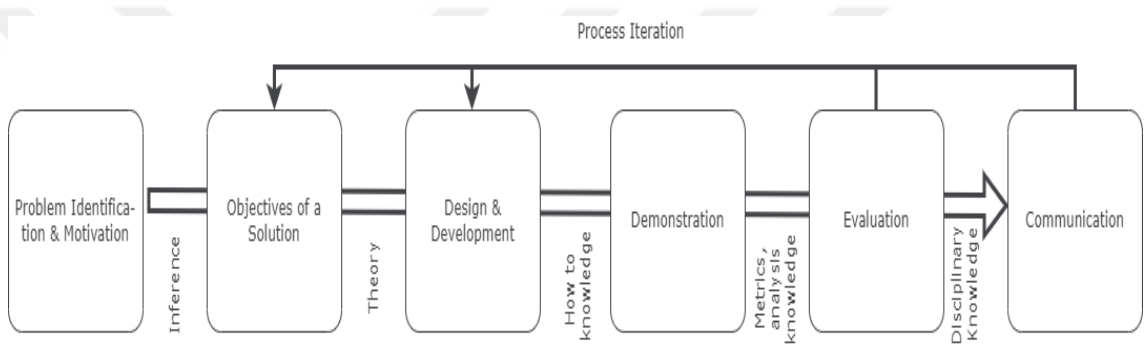 Process Iteration
Problem Identifica-
tion & Motivation
Inference
Objectives of a
Solution
Theory
Design &
Development
How to
knowledge
Demonstration
Metrics,
analysis
knowledge
Evaluation
Disciplinary
Knowledge
Communication